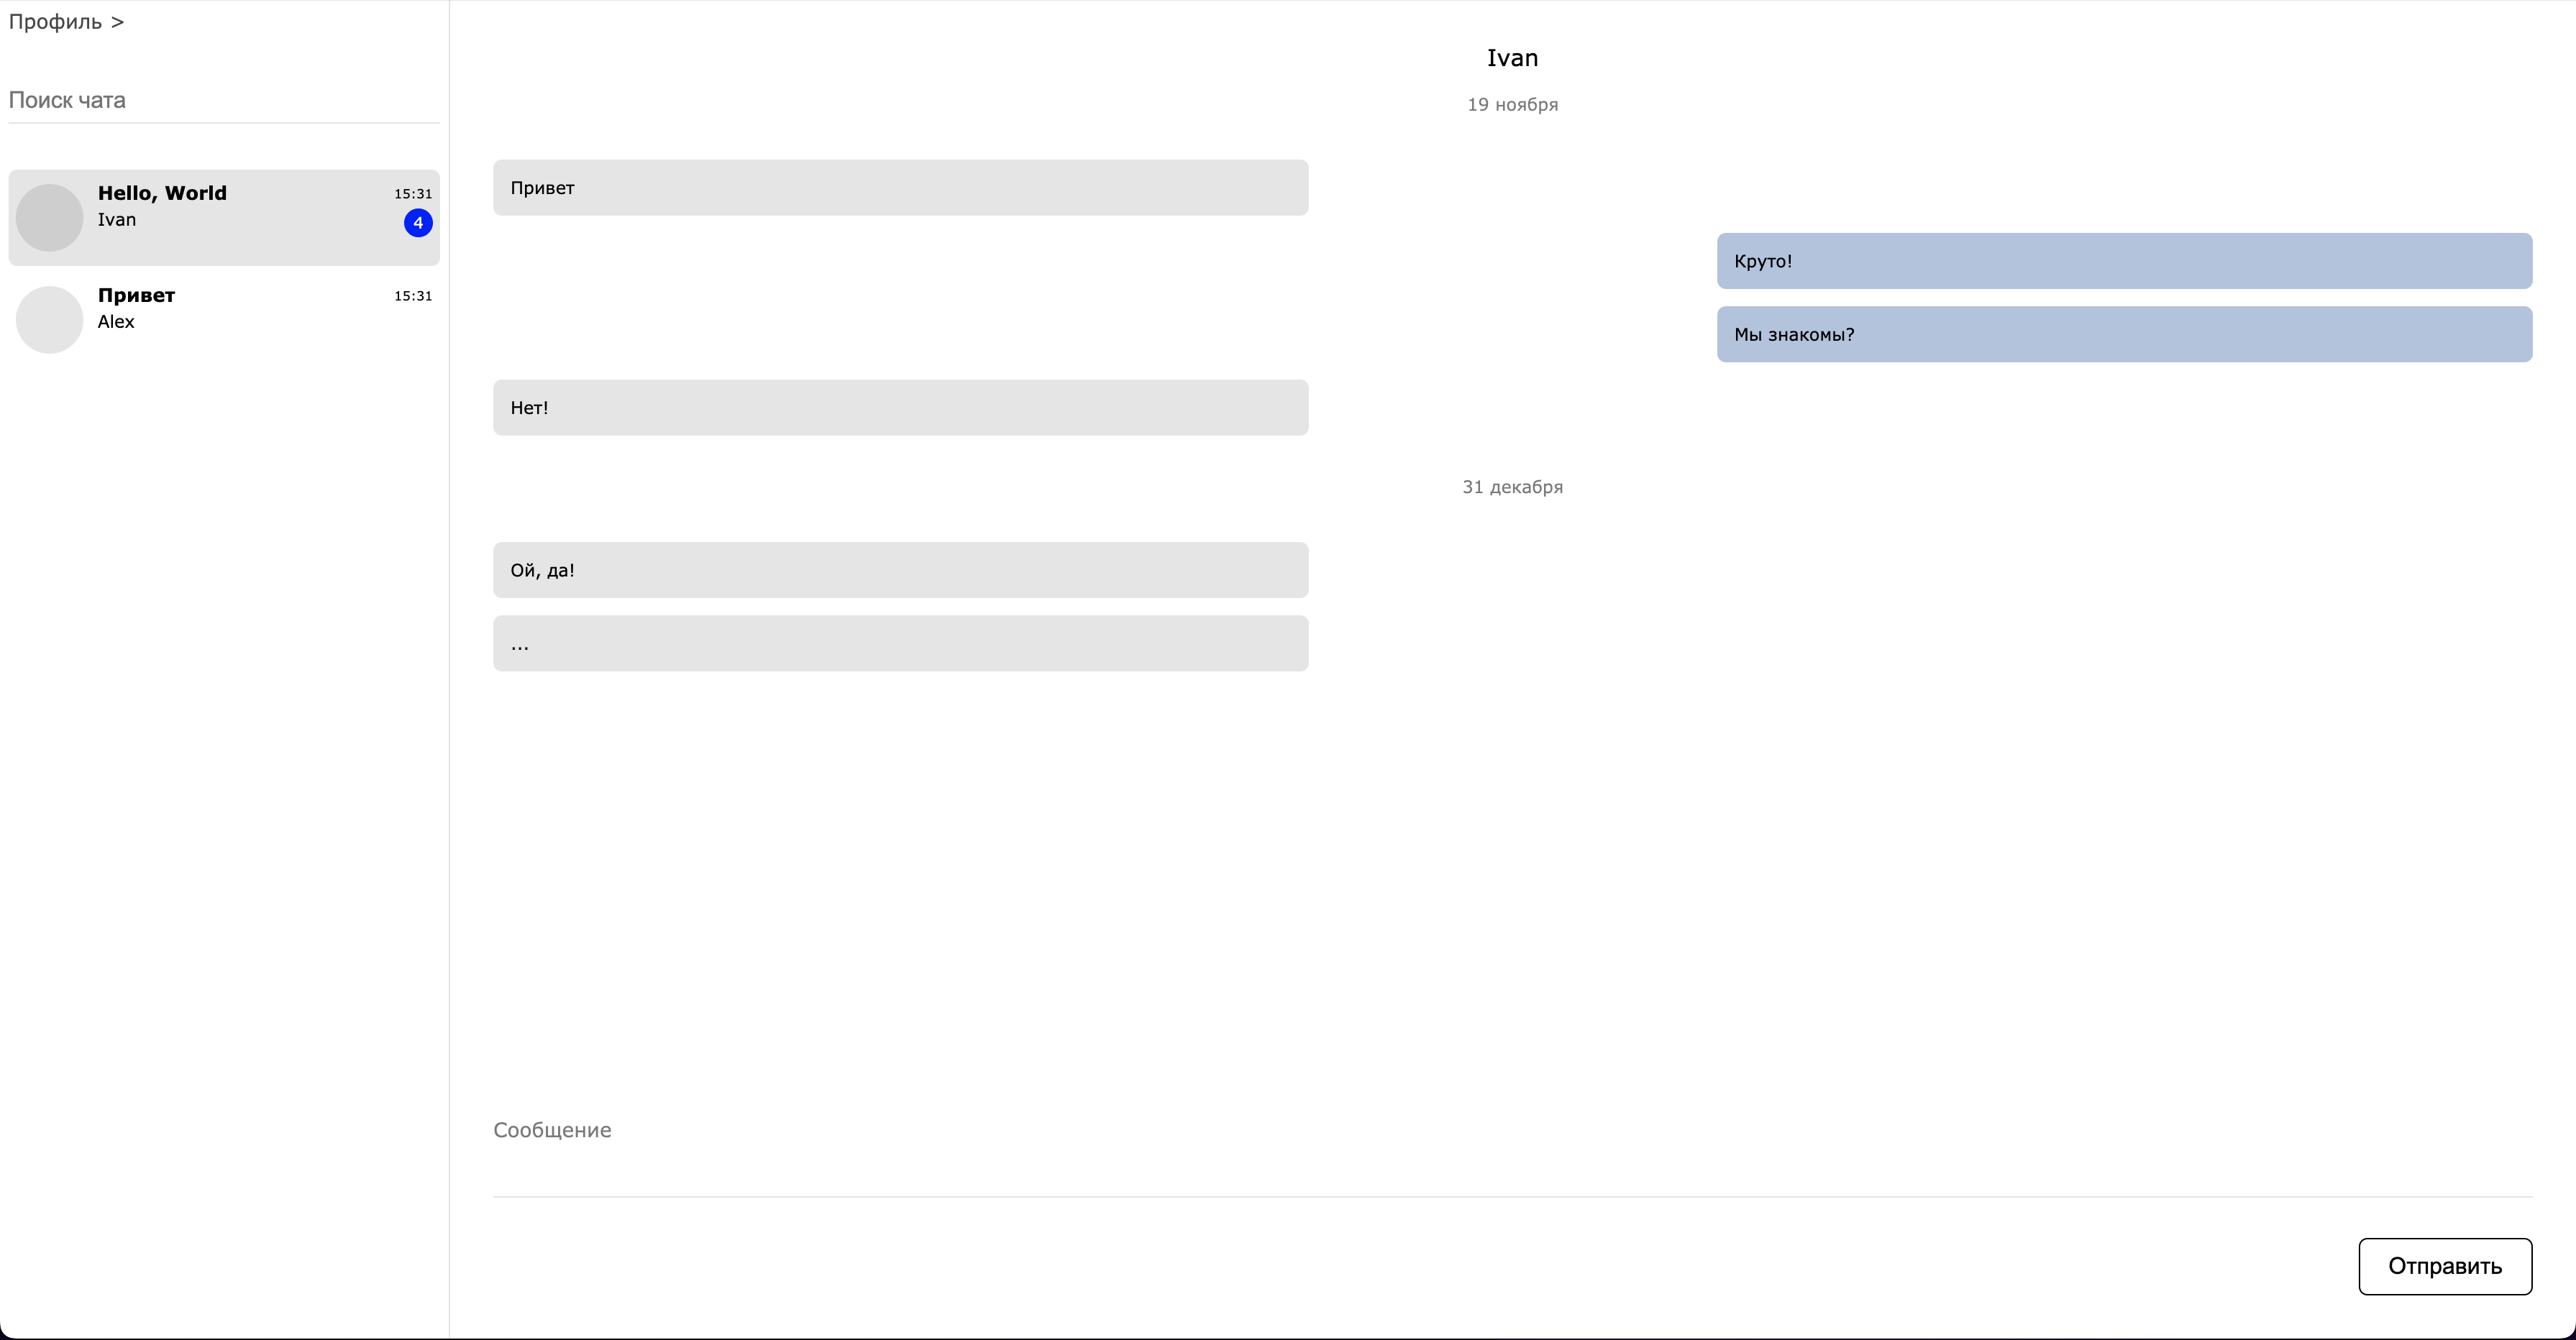 Профиль >
Поиск чата
Hello, World 15:31
Ivan 4
Привет 15:31
Alex
Ivan
19 ноября
Привет
Круто!
Мы знакомы?
Нет!
31 декабря
Ой, да!
...
Сообщение
Отправить